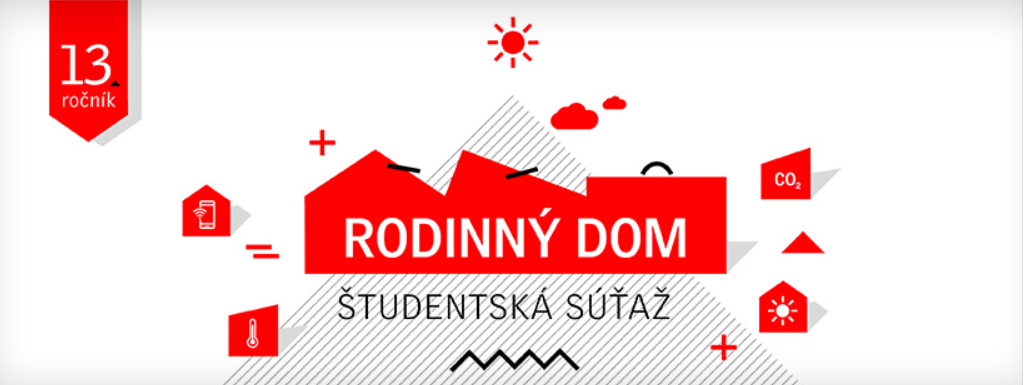 13.
ročník
CO₂
RODINNÝ DOM
ŠTUDENTSKÁ SÚŤAŽ